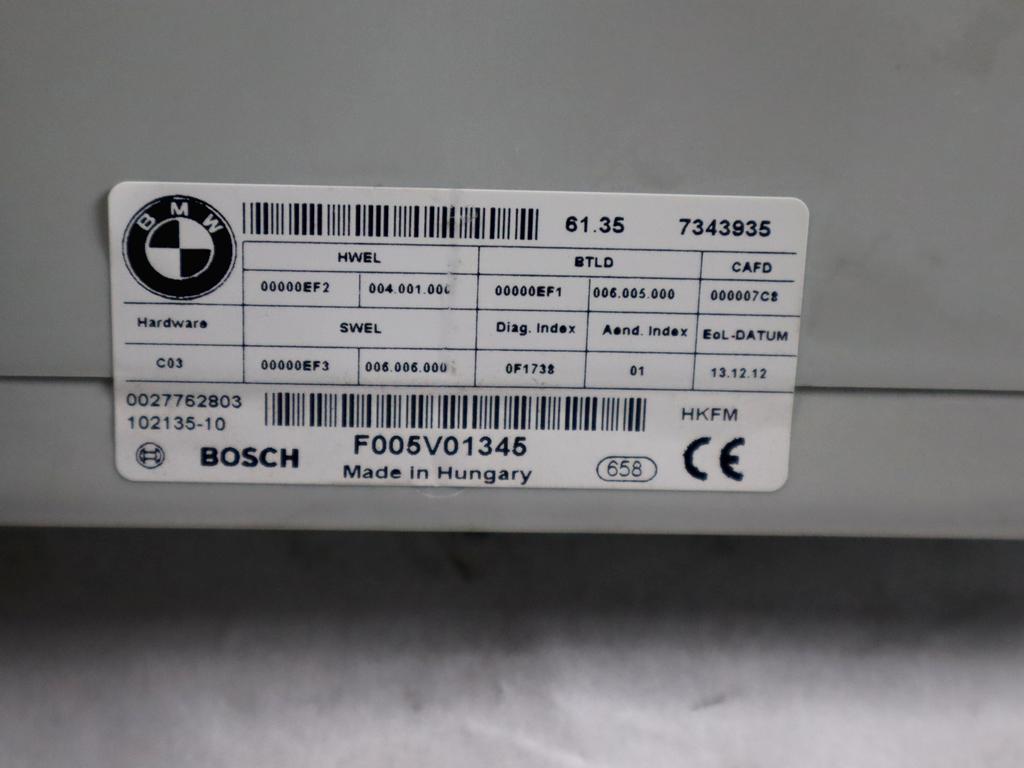 BMW
61.35 7343935
HWEL BTLD CAFD
00000EF2 004.001.000 00000EF1 006.005.000 000007C8
Hardware SWEL Diag. Index Aend. Index EoL-DATUM
C03 00000EF3 006.006.000 0F1738 01 13.12.12
0027762803 HKFM
102135-10
BOSCH F005V01345
Made in Hungary 658 CE